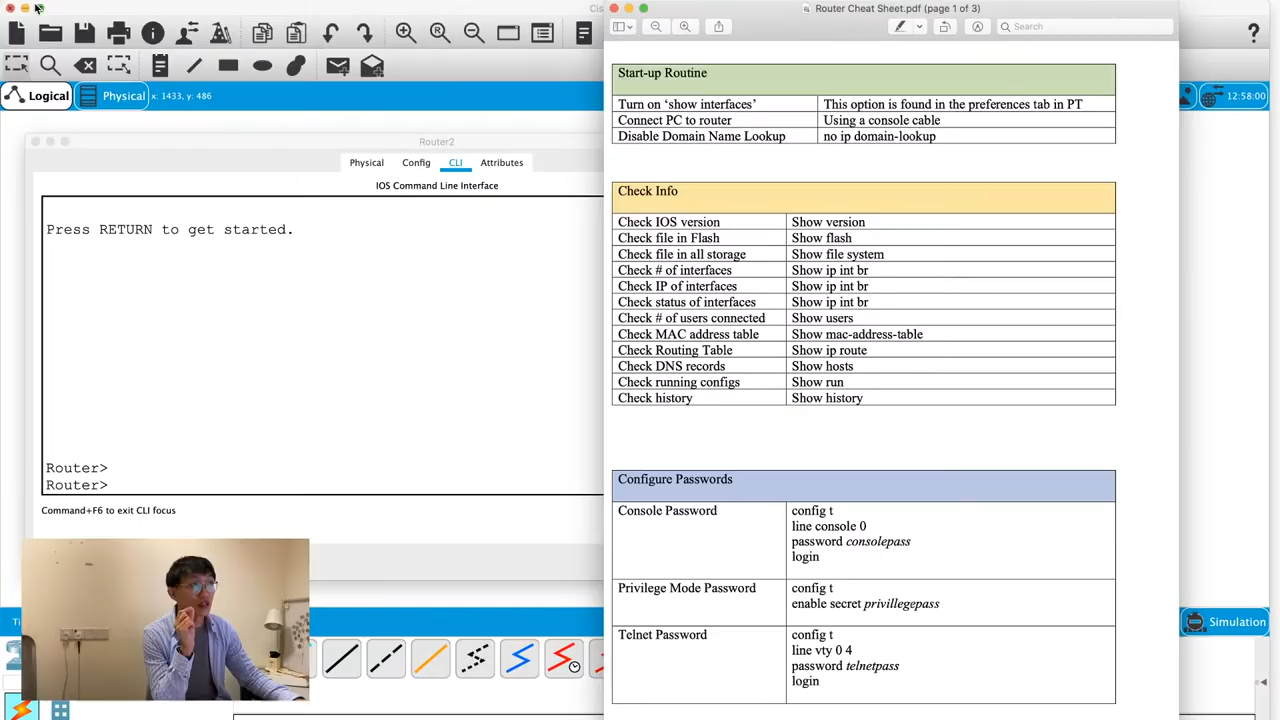 Cis
Router Cheat Sheet.pdf (page 1 of 3)
Search
Logical
Physical
x: 1433, y: 486
12:58:00
Router2
Physical
Config
CLI
Attributes
IOS Command Line Interface
Press RETURN to get started.
Router>
Router>
Command+F6 to exit CLI focus
Start-up Routine
Turn on ‘show interfaces’ This option is found in the preferences tab in PT
Connect PC to router Using a console cable
Disable Domain Name Lookup no ip domain-lookup
Check Info
Check IOS version Show version
Check file in Flash Show flash
Check file in all storage Show file system
Check # of interfaces Show ip int br
Check IP of interfaces Show ip int br
Check status of interfaces Show ip int br
Check # of users connected Show users
Check MAC address table Show mac-address-table
Check Routing Table Show ip route
Check DNS records Show hosts
Check running configs Show run
Check history Show history
Configure Passwords
Console Password config t
line console 0
password consolepass
login
Privilege Mode Password config t
enable secret privillegepass
Telnet Password config t
line vty 0 4
password telnetpass
login
Ti
Simulation